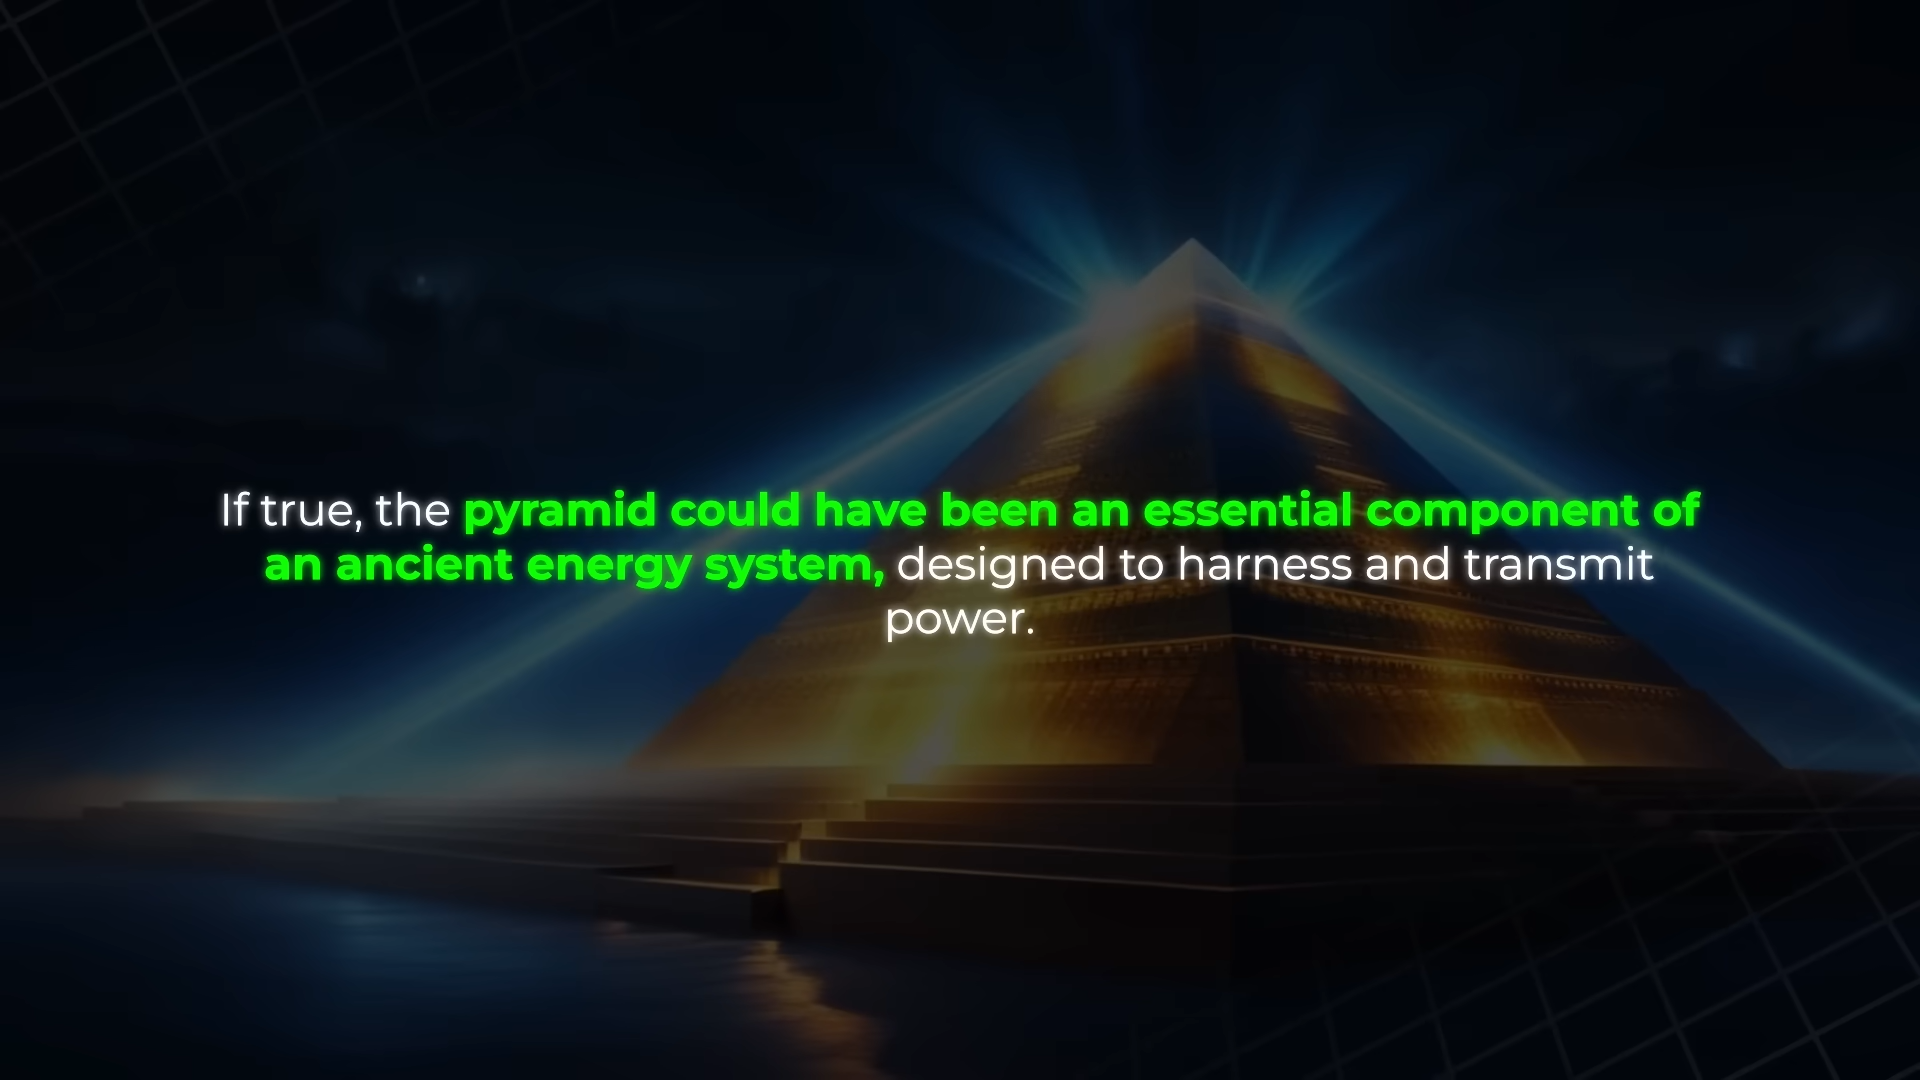 If true, the pyramid could have been an essential component of
an ancient energy system, designed to harness and transmit
power.